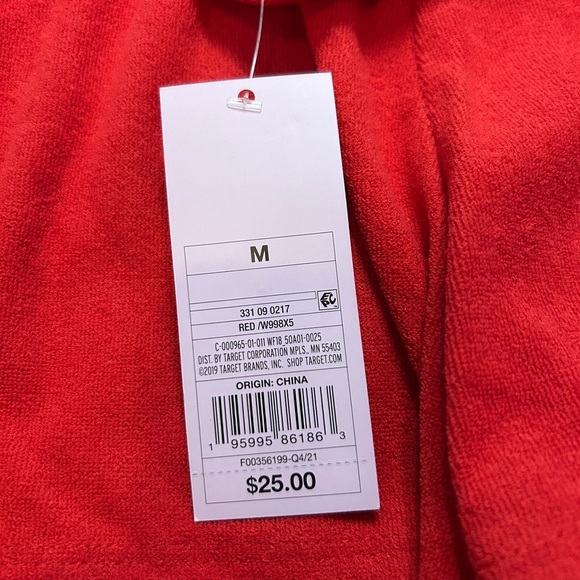 M
331 09 0217
RED /W998X5
C-000965-01-011 WF18_50A01-0025
DIST. BY TARGET CORPORATION MPLS., MN 55403
©2019 TARGET BRANDS, INC. SHOP TARGET.COM
ORIGIN: CHINA
1 95995 86186 3
F00356199-Q4/21
$25.00